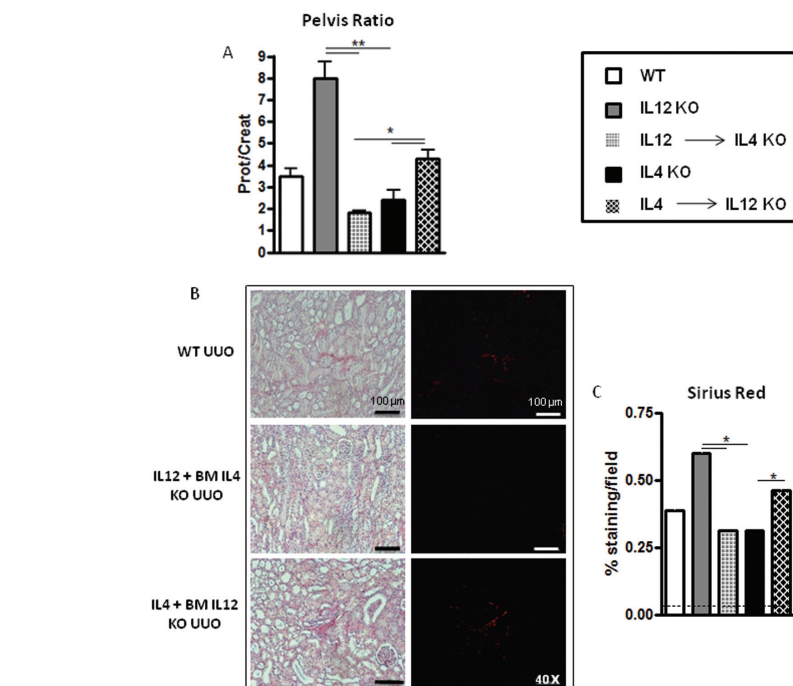 Pelvis Ratio
A
**
*
Prot/Creat
9
8
7
6
5
4
3
2
1
0
WT
IL12 KO
IL12 → IL4 KO
IL4 KO
IL4 → IL12 KO
B
WT UUO
100 µm
100 µm
IL12 + BM IL4
KO UUO
IL4 + BM IL12
KO UUO
40X
C
Sirius Red
*
*
% staining/field
0.75
0.50
0.25
0.00